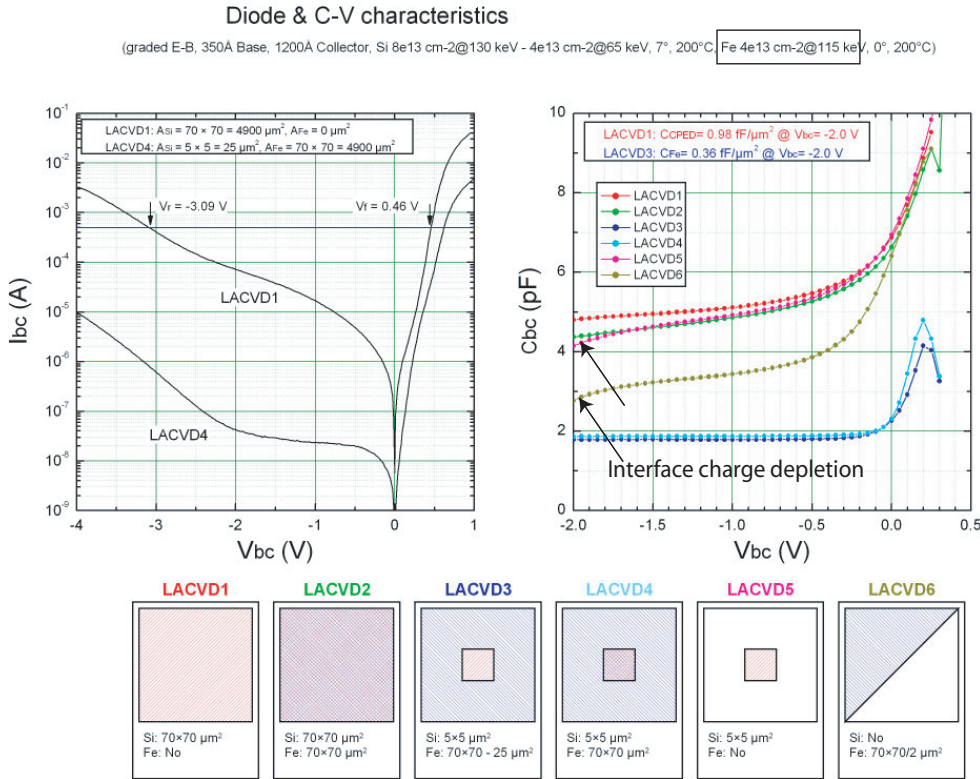 Diode & C-V characteristics
(graded E-B, 350Å Base, 1200Å Collector, Si 8e13 cm-2@130 keV - 4e13 cm-2@65 keV, 7°, 200°C, Fe 4e13 cm-2@115 keV, 0°, 200°C)
LACVD1: ASi = 70 × 70 = 4900 µm², AFe = 0 µm²
LACVD4: ASi = 5 × 5 = 25 µm², AFe = 70 × 70 = 4900µm²
Vr = -3.09 V
Vf = 0.46 V
LACVD1
LACVD4
10⁻¹
10⁻²
10⁻³
10⁻⁴
10⁻⁵
10⁻⁶
10⁻⁷
10⁻⁸
10⁻⁹
Ibc (A)
-4 -3 -2 -1 0 1
Vbc (V)
LACVD1: CCPED= 0.98 fF/µm² @ Vbc= -2.0 V
LACVD3: CFe= 0.36 fF/µm² @ Vbc= -2.0 V
LACVD1
LACVD2
LACVD3
LACVD4
LACVD5
LACVD6
Interface charge depletion
10
8
6
4
2
0
Cbc (pF)
-2.0 -1.5 -1.0 -0.5 0.0 0.5
Vbc (V)
LACVD1
Si: 70×70 µm²
Fe: No
LACVD2
Si: 70×70 µm²
Fe: 70×70 µm²
LACVD3
Si: 5×5 µm²
Fe: 70×70 - 25 µm²
LACVD4
Si: 5×5 µm²
Fe: 70×70 µm²
LACVD5
Si: 5×5 µm²
Fe: No
LACVD6
Si: No
Fe: 70×70/2 µm²